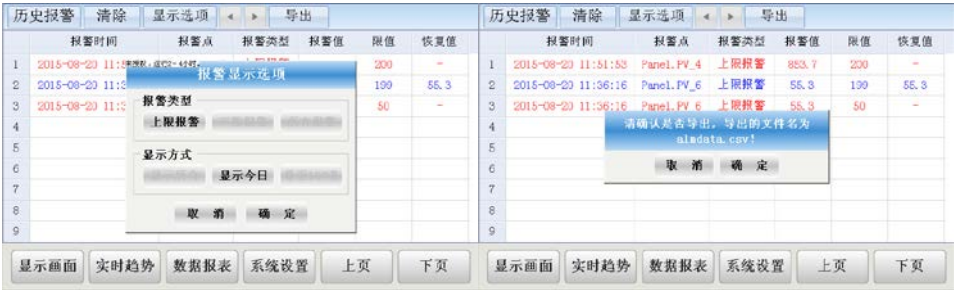 历史报警 清除 显示选项 导出
报警时间 报警点 报警类型 报警值 限值 恢复值
1 2015-08-20 11:5 200 -
2 2015-08-20 11:3 199 55.3
3 2015-08-20 11:3 50 -
4
5
6
7
8
9
报警显示选项
报警类型
上限报警
显示方式
显示今日
取 消 确 定
显示画面 实时趋势 数据报表 系统设置 上页 下页
历史报警 清除 显示选项 导出
报警时间 报警点 报警类型 报警值 限值 恢复值
1 2015-08-20 11:51:53 Panel.PV_4 上限报警 853.7 200 -
2 2015-08-20 11:36:16 Panel.PV_6 上限报警 55.3 199 55.3
3 2015-08-20 11:36:16 Panel.PV_6 上限报警 55.3 50 -
4
5
6
7
8
9
请确认是否导出,导出的文件名为
almdata.csv!
取 消 确 定
显示画面 实时趋势 数据报表 系统设置 上页 下页